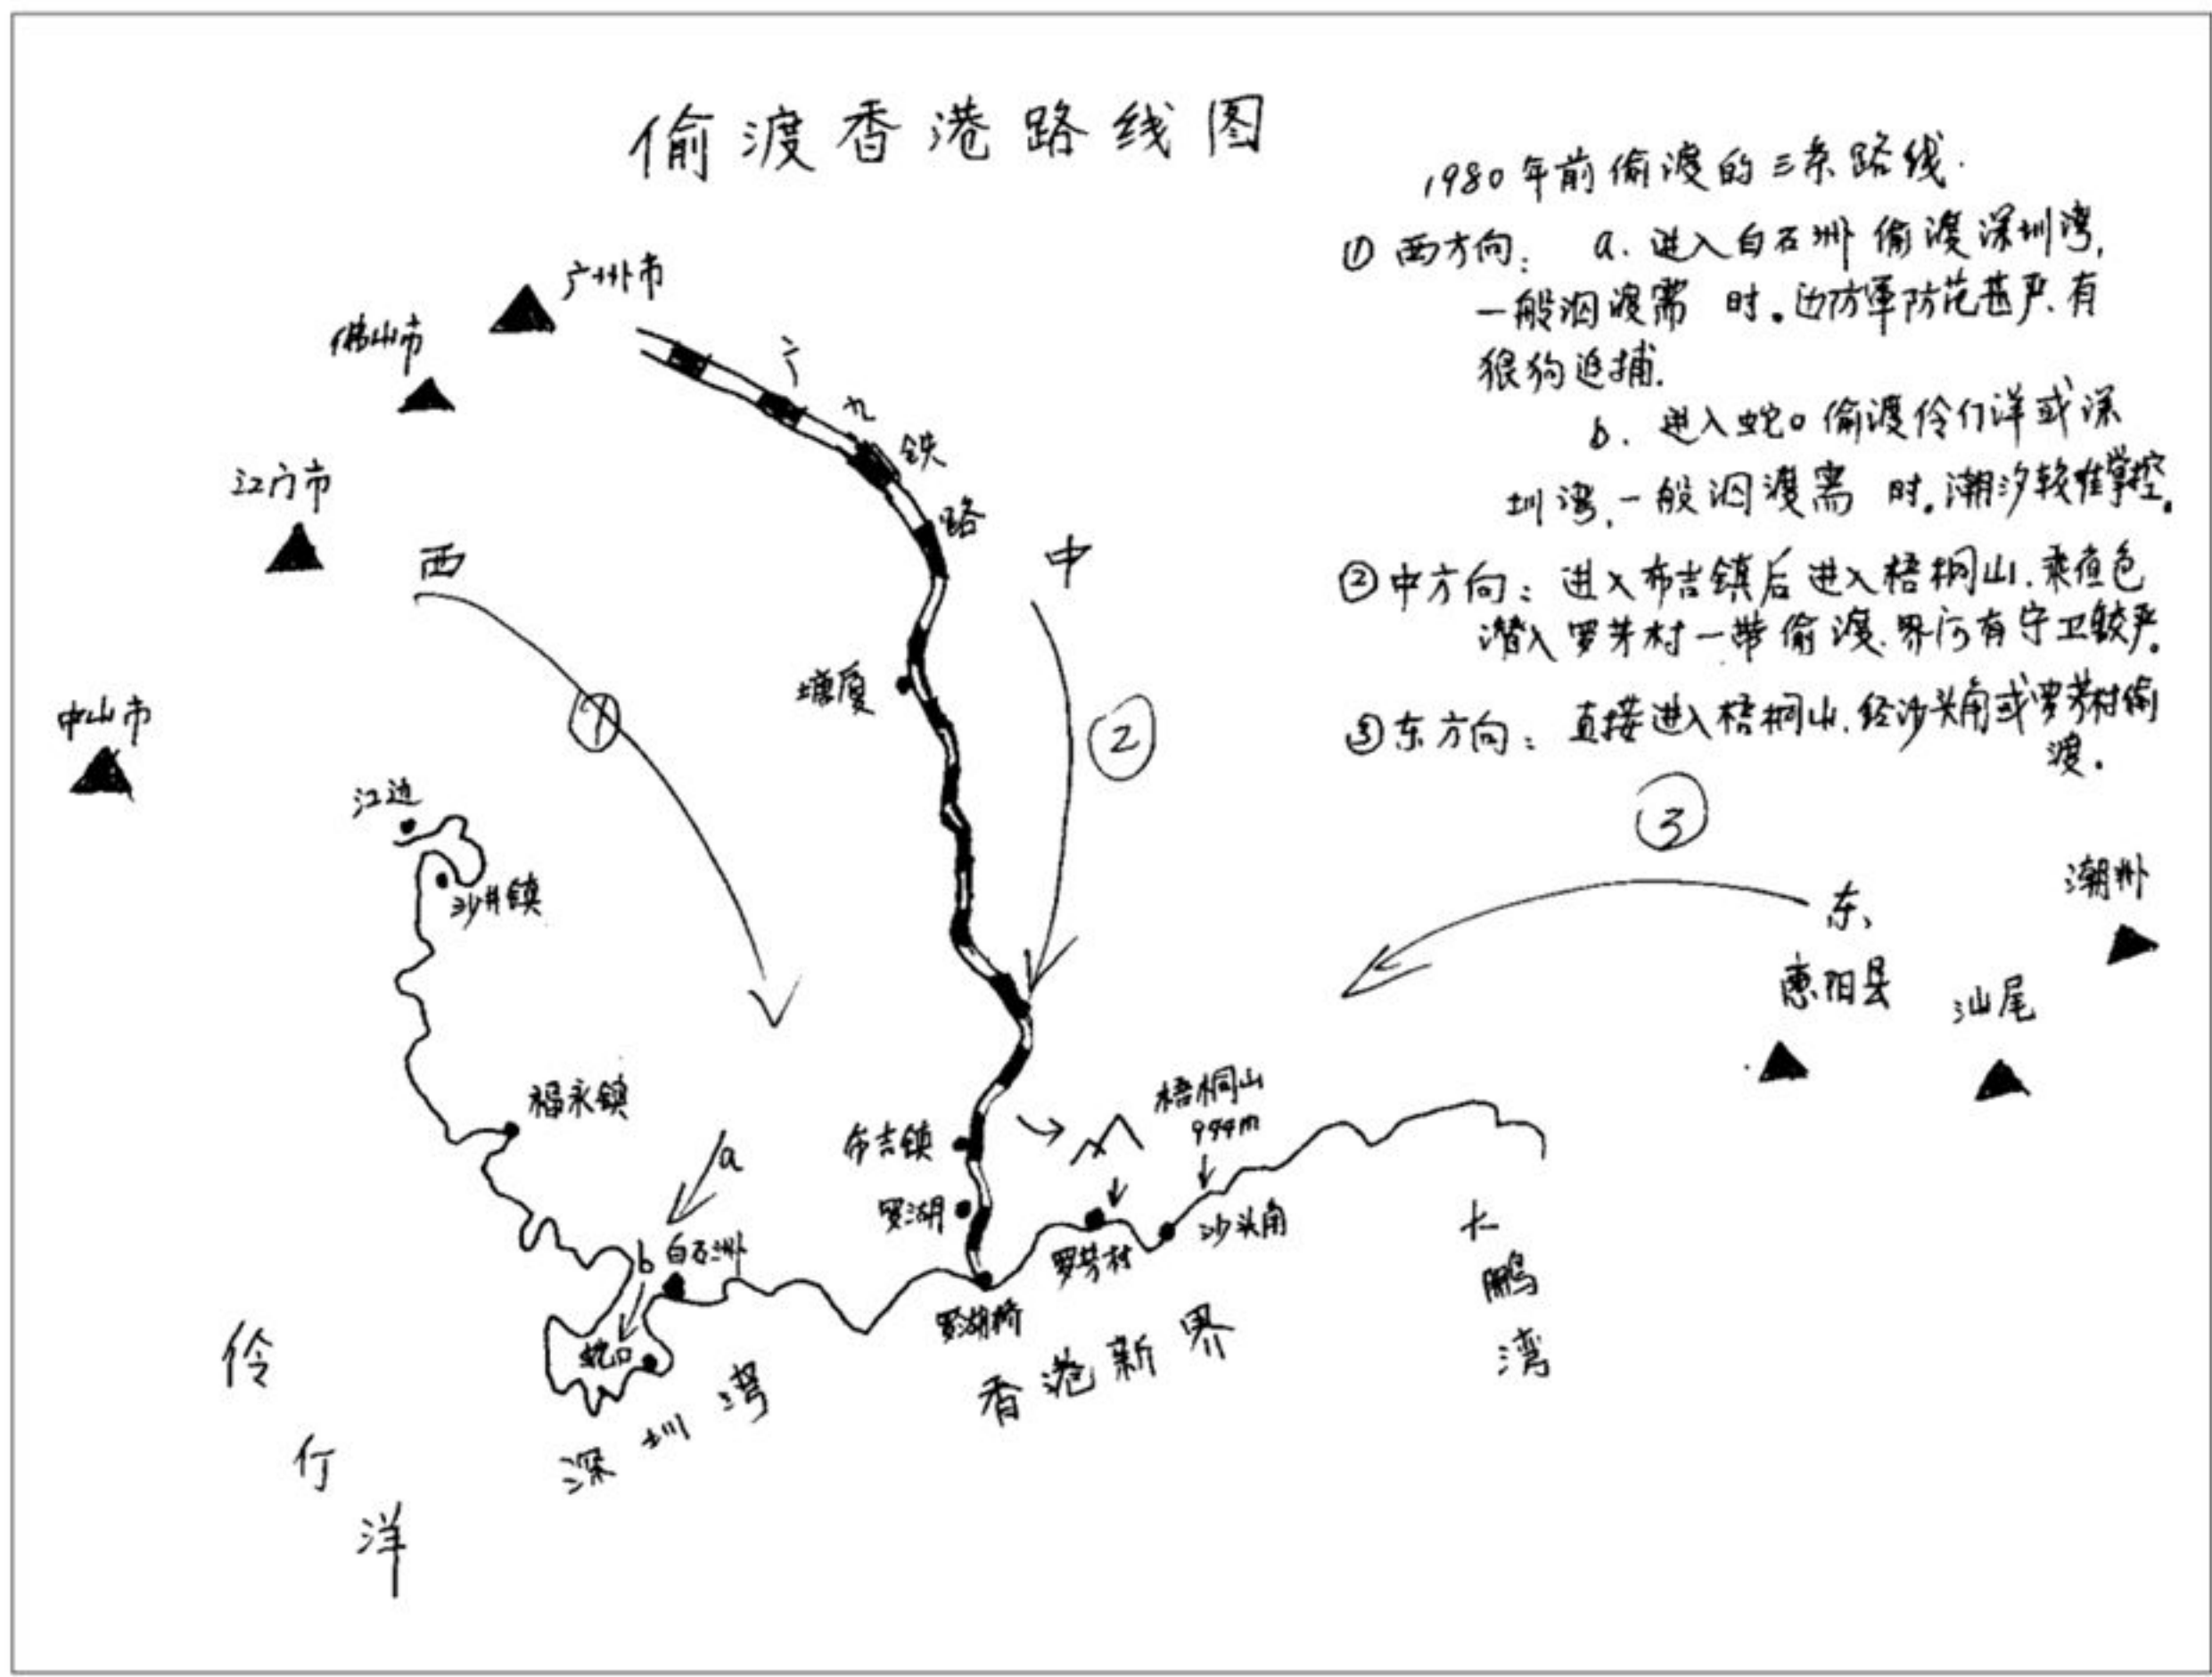 偷渡香港路线图
1980年前偷渡的三条路线.
① 西方向： a. 进入白石洲偷渡深圳湾,
一般泅渡需 时。边防军防范甚严.有
狼狗追捕.
b. 进入蛇口偷渡伶仃洋或深
圳湾,一般泅渡需 时。潮汐较难掌控。
②中方向：进入布吉镇后进入梧桐山.乘夜色
潜入罗芳村一带偷渡.界河有守卫较严。
③东方向：直接进入梧桐山.经沙头角或罗芳村偷
渡。
广州市
佛山市
江门市
中山市
广九铁路
西
①
中
②
③
东
塘厦
江边
沙井镇
潮州
惠阳县
汕尾
福永镇
布吉镇
梧桐山
944m
罗湖
a
b
白石洲
蛇口
罗湖桥
罗芳村
沙头角
大鹏湾
香港新界
深圳湾
伶仃洋